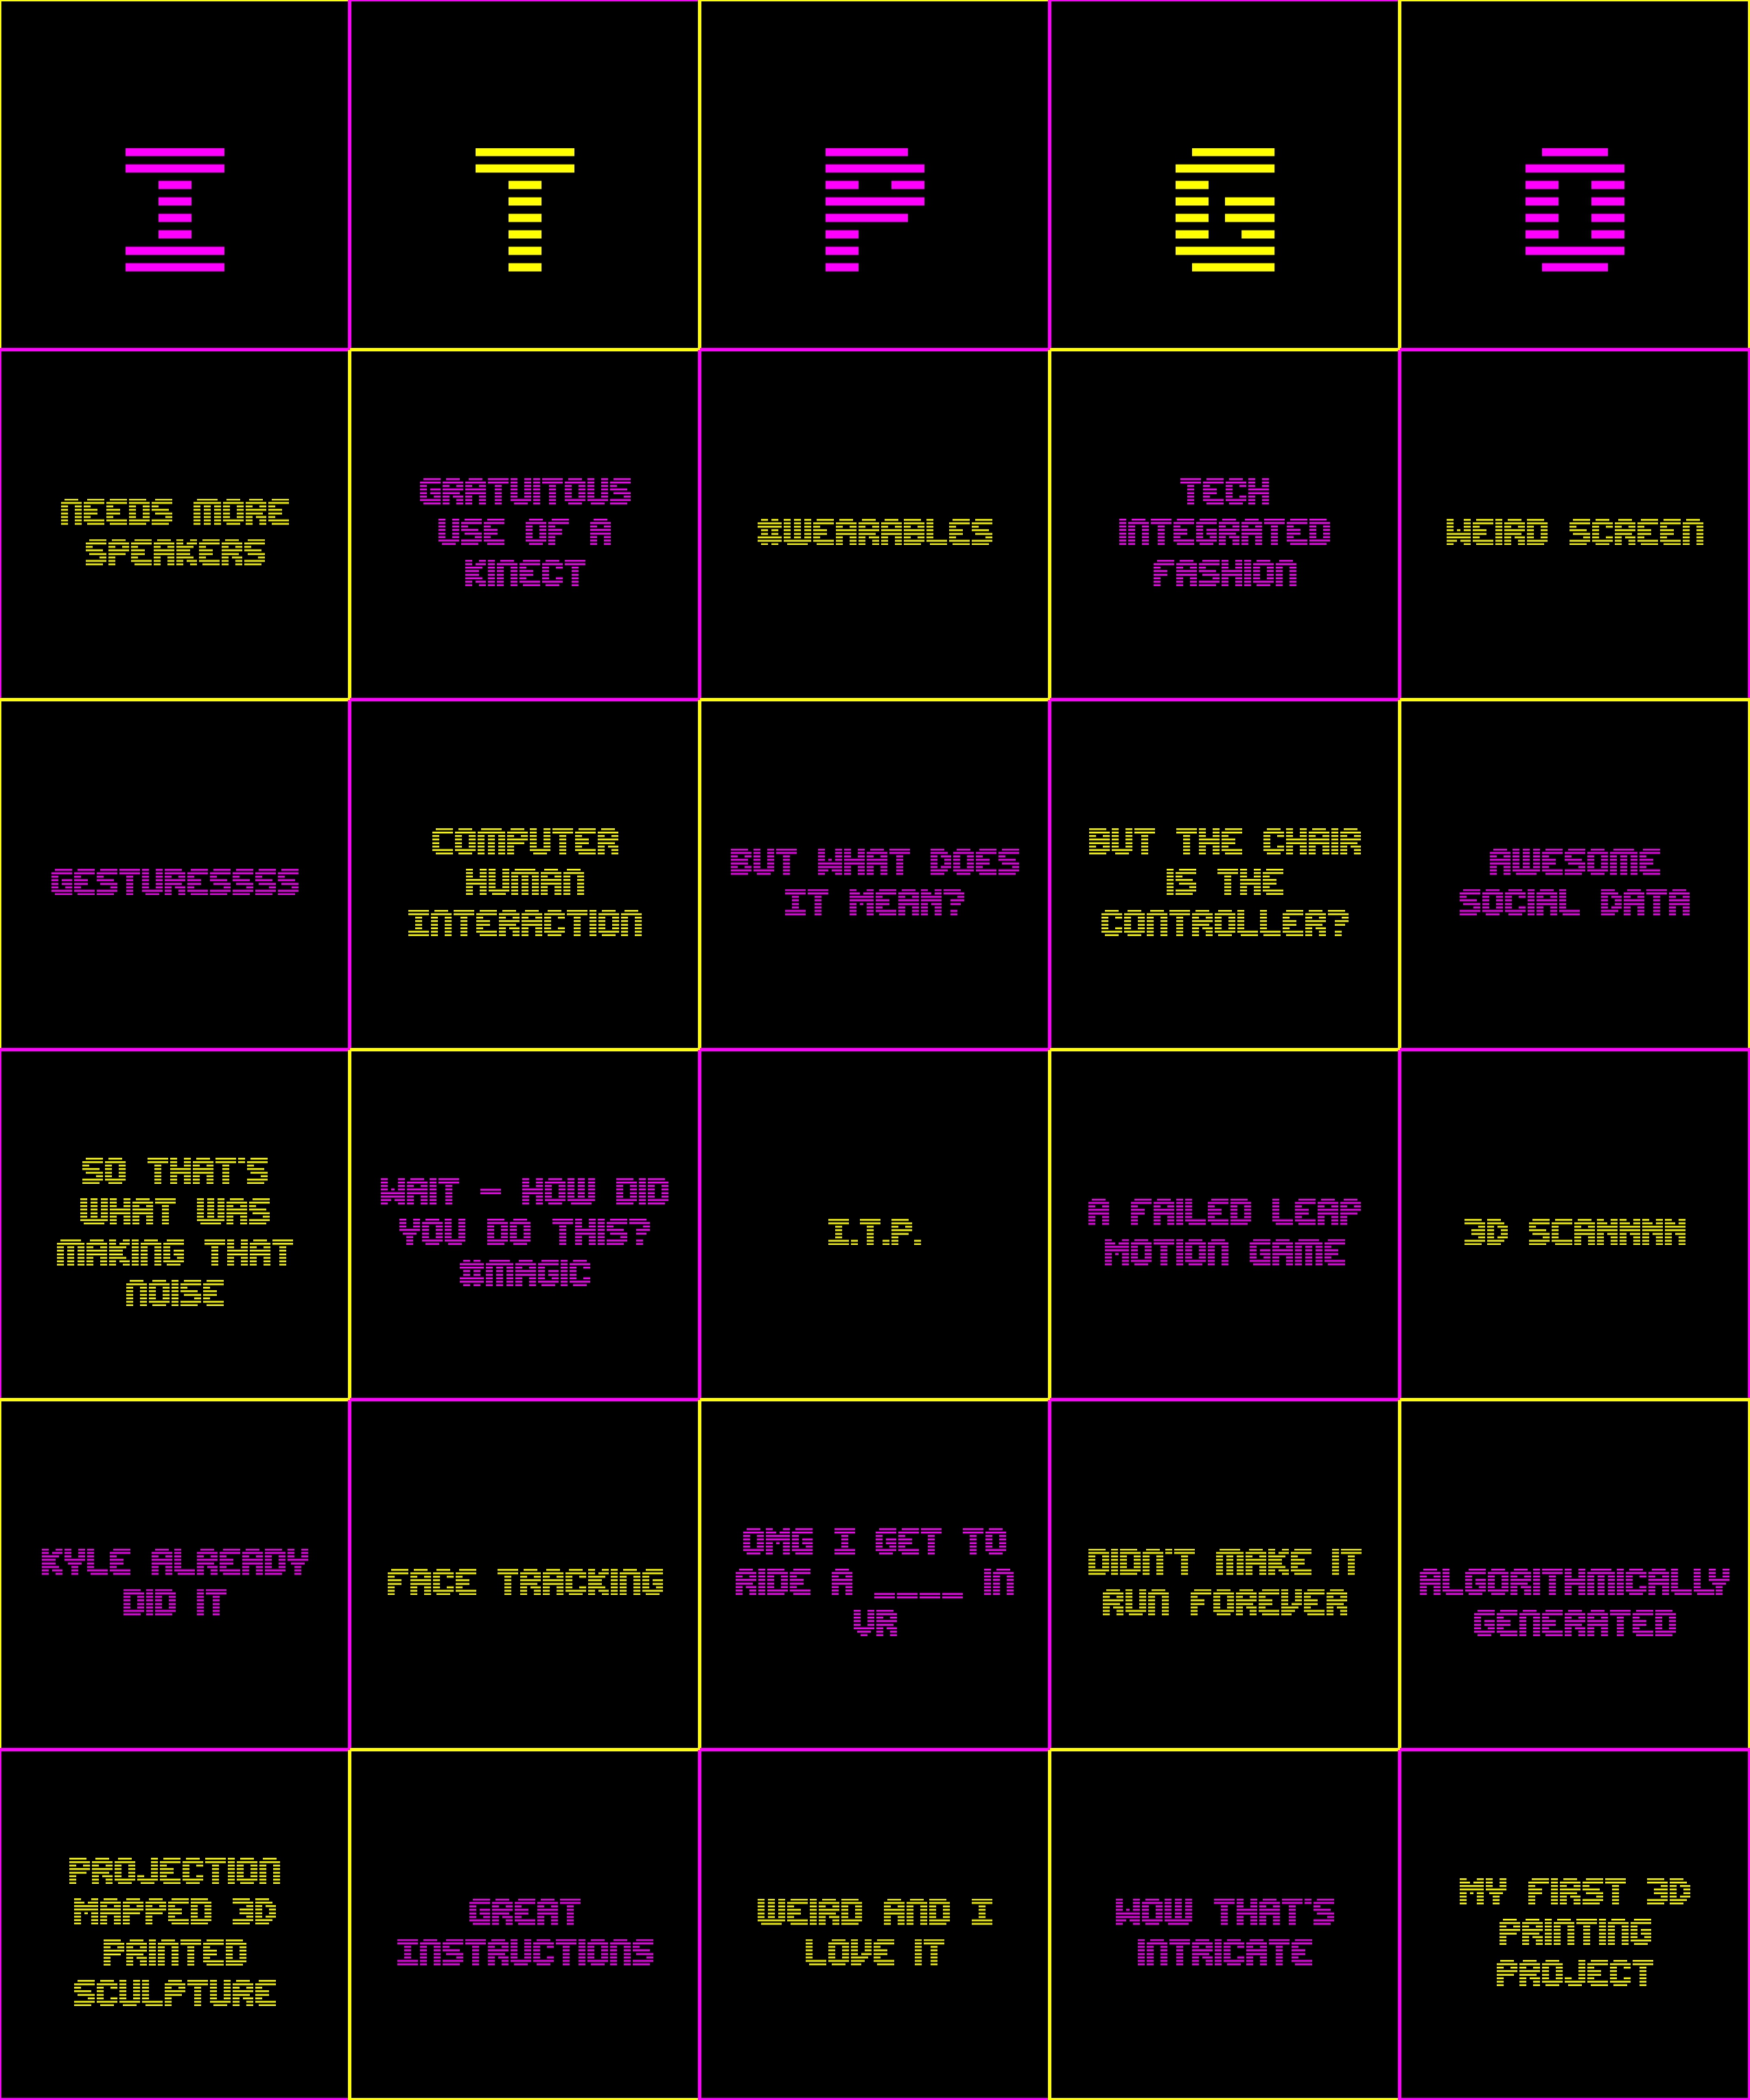 I
T
P
G
O
NEEDS MORE
SPEAKERS
GRATUITOUS
USE OF A
KINECT
#WEARABLES
TECH
INTEGRATED
FASHION
WEIRD SCREEN
GESTURESSSS
COMPUTER
HUMAN
INTERACTION
BUT WHAT DOES
IT MEAN?
BUT THE CHAIR
IS THE
CONTROLLER?
AWESOME
SOCIAL DATA
SO THAT'S
WHAT WAS
MAKING THAT
NOISE
WAIT - HOW DID
YOU DO THIS?
#MAGIC
I.T.P.
A FAILED LEAP
MOTION GAME
3D SCANNNN
KYLE ALREADY
DID IT
FACE TRACKING
OMG I GET TO
RIDE A ____ IN
VR
DIDN'T MAKE IT
RUN FOREVER
ALGORITHMICALLY
GENERATED
PROJECTION
MAPPED 3D
PRINTED
SCULPTURE
GREAT
INSTRUCTIONS
WEIRD AND I
LOVE IT
WOW THAT'S
INTRICATE
MY FIRST 3D
PRINTING
PROJECT